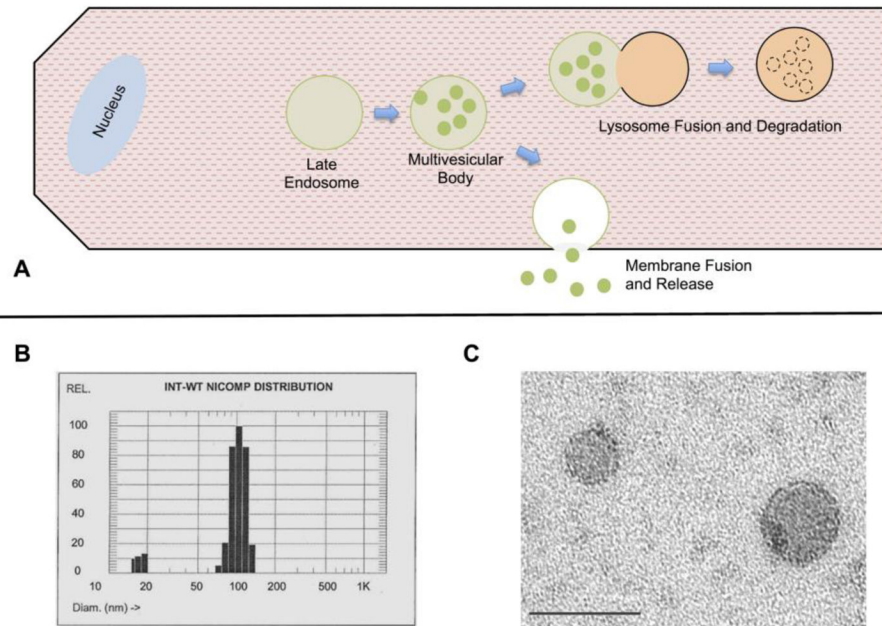 Nucleus
Late
Endosome
Multivesicular
Body
Lysosome Fusion and Degradation
Membrane Fusion
and Release
A
B
C
REL.
INT-WT NICOMP DISTRIBUTION
100
80
60
40
20
0
10 20 50 100 200 500 1K
Diam. (nm) ->